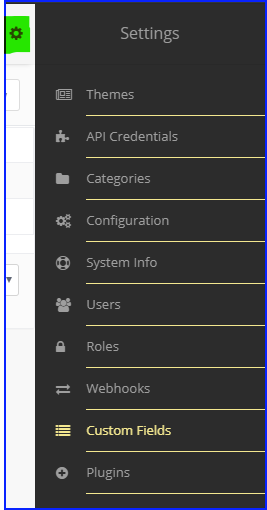 Settings
Themes
API Credentials
Categories
Configuration
System Info
Users
Roles
Webhooks
Custom Fields
Plugins